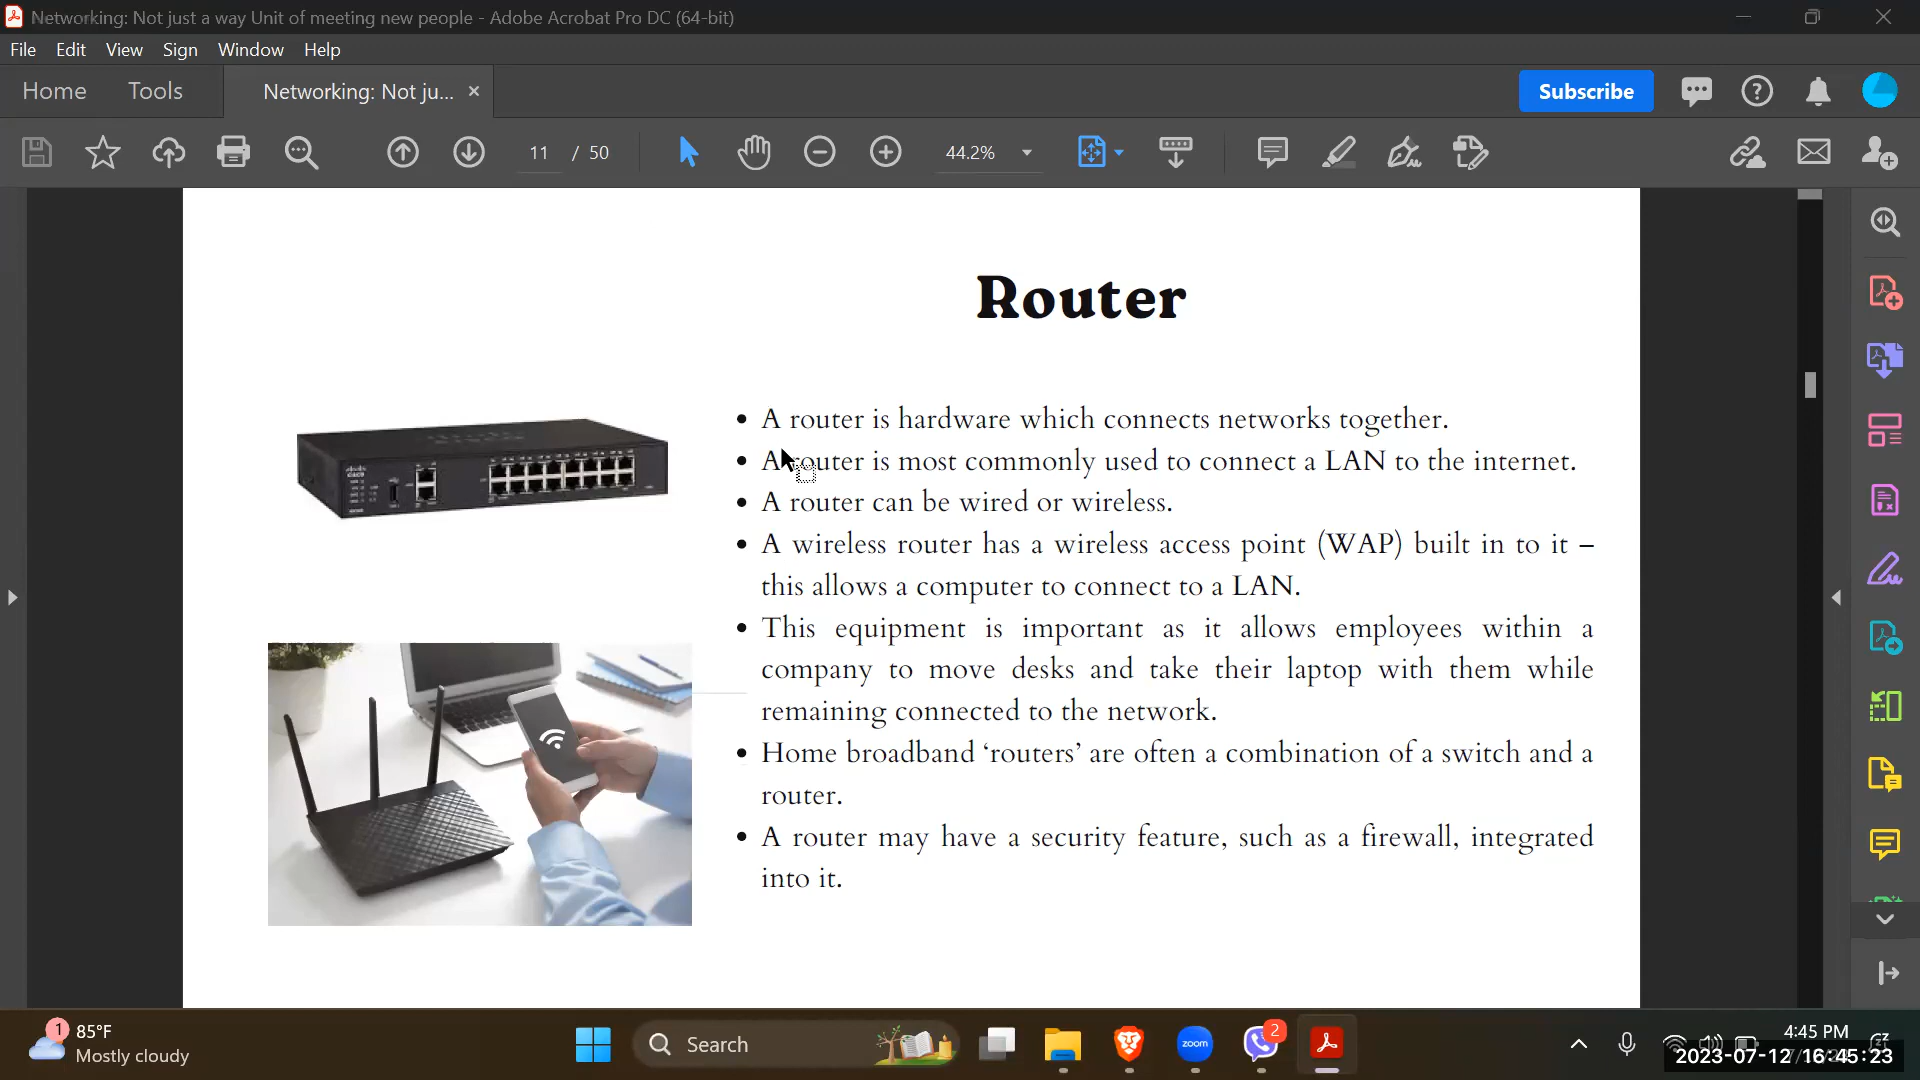 Networking: Not just a way Unit of meeting new people - Adobe Acrobat Pro DC (64-bit)
File Edit View Sign Window Help
Home Tools Networking: Not ju... × Subscribe
11 / 50 44.2%
Router
• A router is hardware which connects networks together.
• A router is most commonly used to connect a LAN to the internet.
• A router can be wired or wireless.
• A wireless router has a wireless access point (WAP) built in to it –
this allows a computer to connect to a LAN.
• This equipment is important as it allows employees within a
company to move desks and take their laptop with them while
remaining connected to the network.
• Home broadband ‘routers’ are often a combination of a switch and a
router.
• A router may have a security feature, such as a firewall, integrated
into it.
1 85°F
Mostly cloudy
Search
zoom
2
4:45 PM
2023-07-12 16:45:23